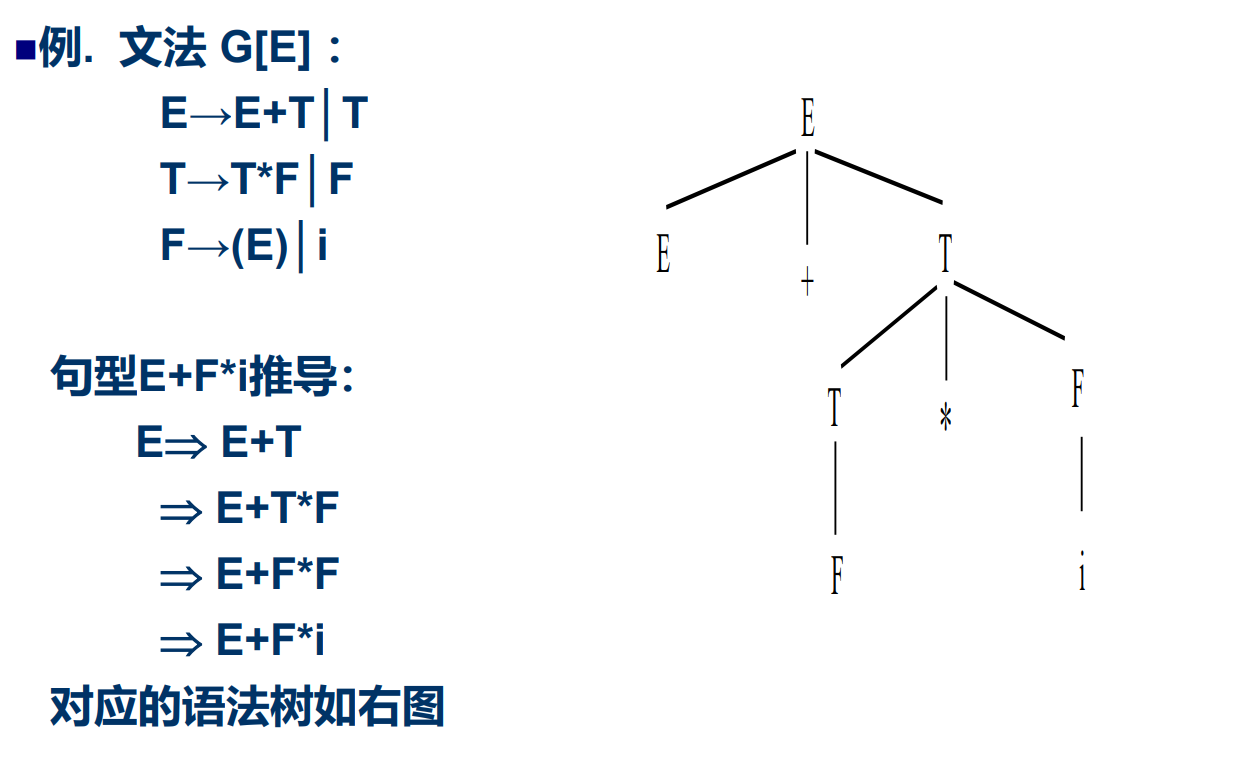 ■例. 文法 G[E] ：
E→E+T│T
T→T*F│F
F→(E)│i
句型E+F*i推导：
E⇒ E+T
⇒ E+T*F
⇒ E+F*F
⇒ E+F*i
对应的语法树如右图
E
E + T
T * F
F i